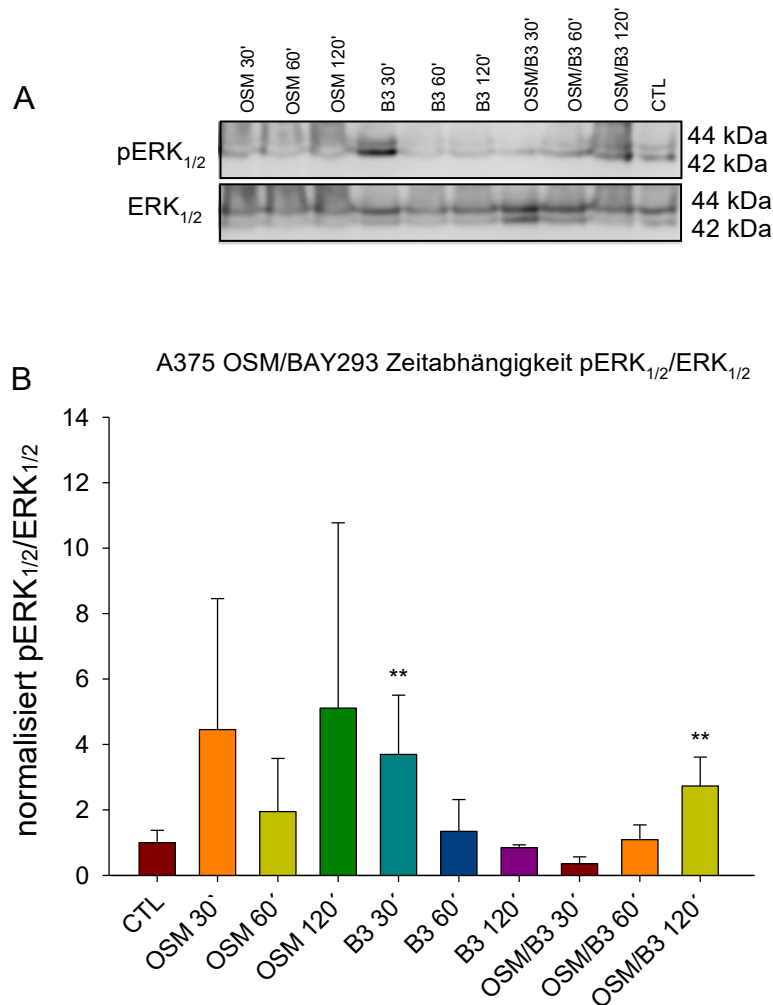 A
OSM 30'
OSM 60'
OSM 120'
B3 30'
B3 60'
B3 120'
OSM/B3 30'
OSM/B3 60'
OSM/B3 120'
CTL
pERK1/2
44 kDa
42 kDa
ERK1/2
44 kDa
42 kDa
B
A375 OSM/BAY293 Zeitabhängigkeit pERK1/2/ERK1/2
normalisiert pERK1/2/ERK1/2
14
12
10
8
6
4
2
0
**
**
CTL
OSM 30´
OSM 60´
OSM 120´
B3 30´
B3 60´
B3 120´
OSM/B3 30´
OSM/B3 60´
OSM/B3 120´